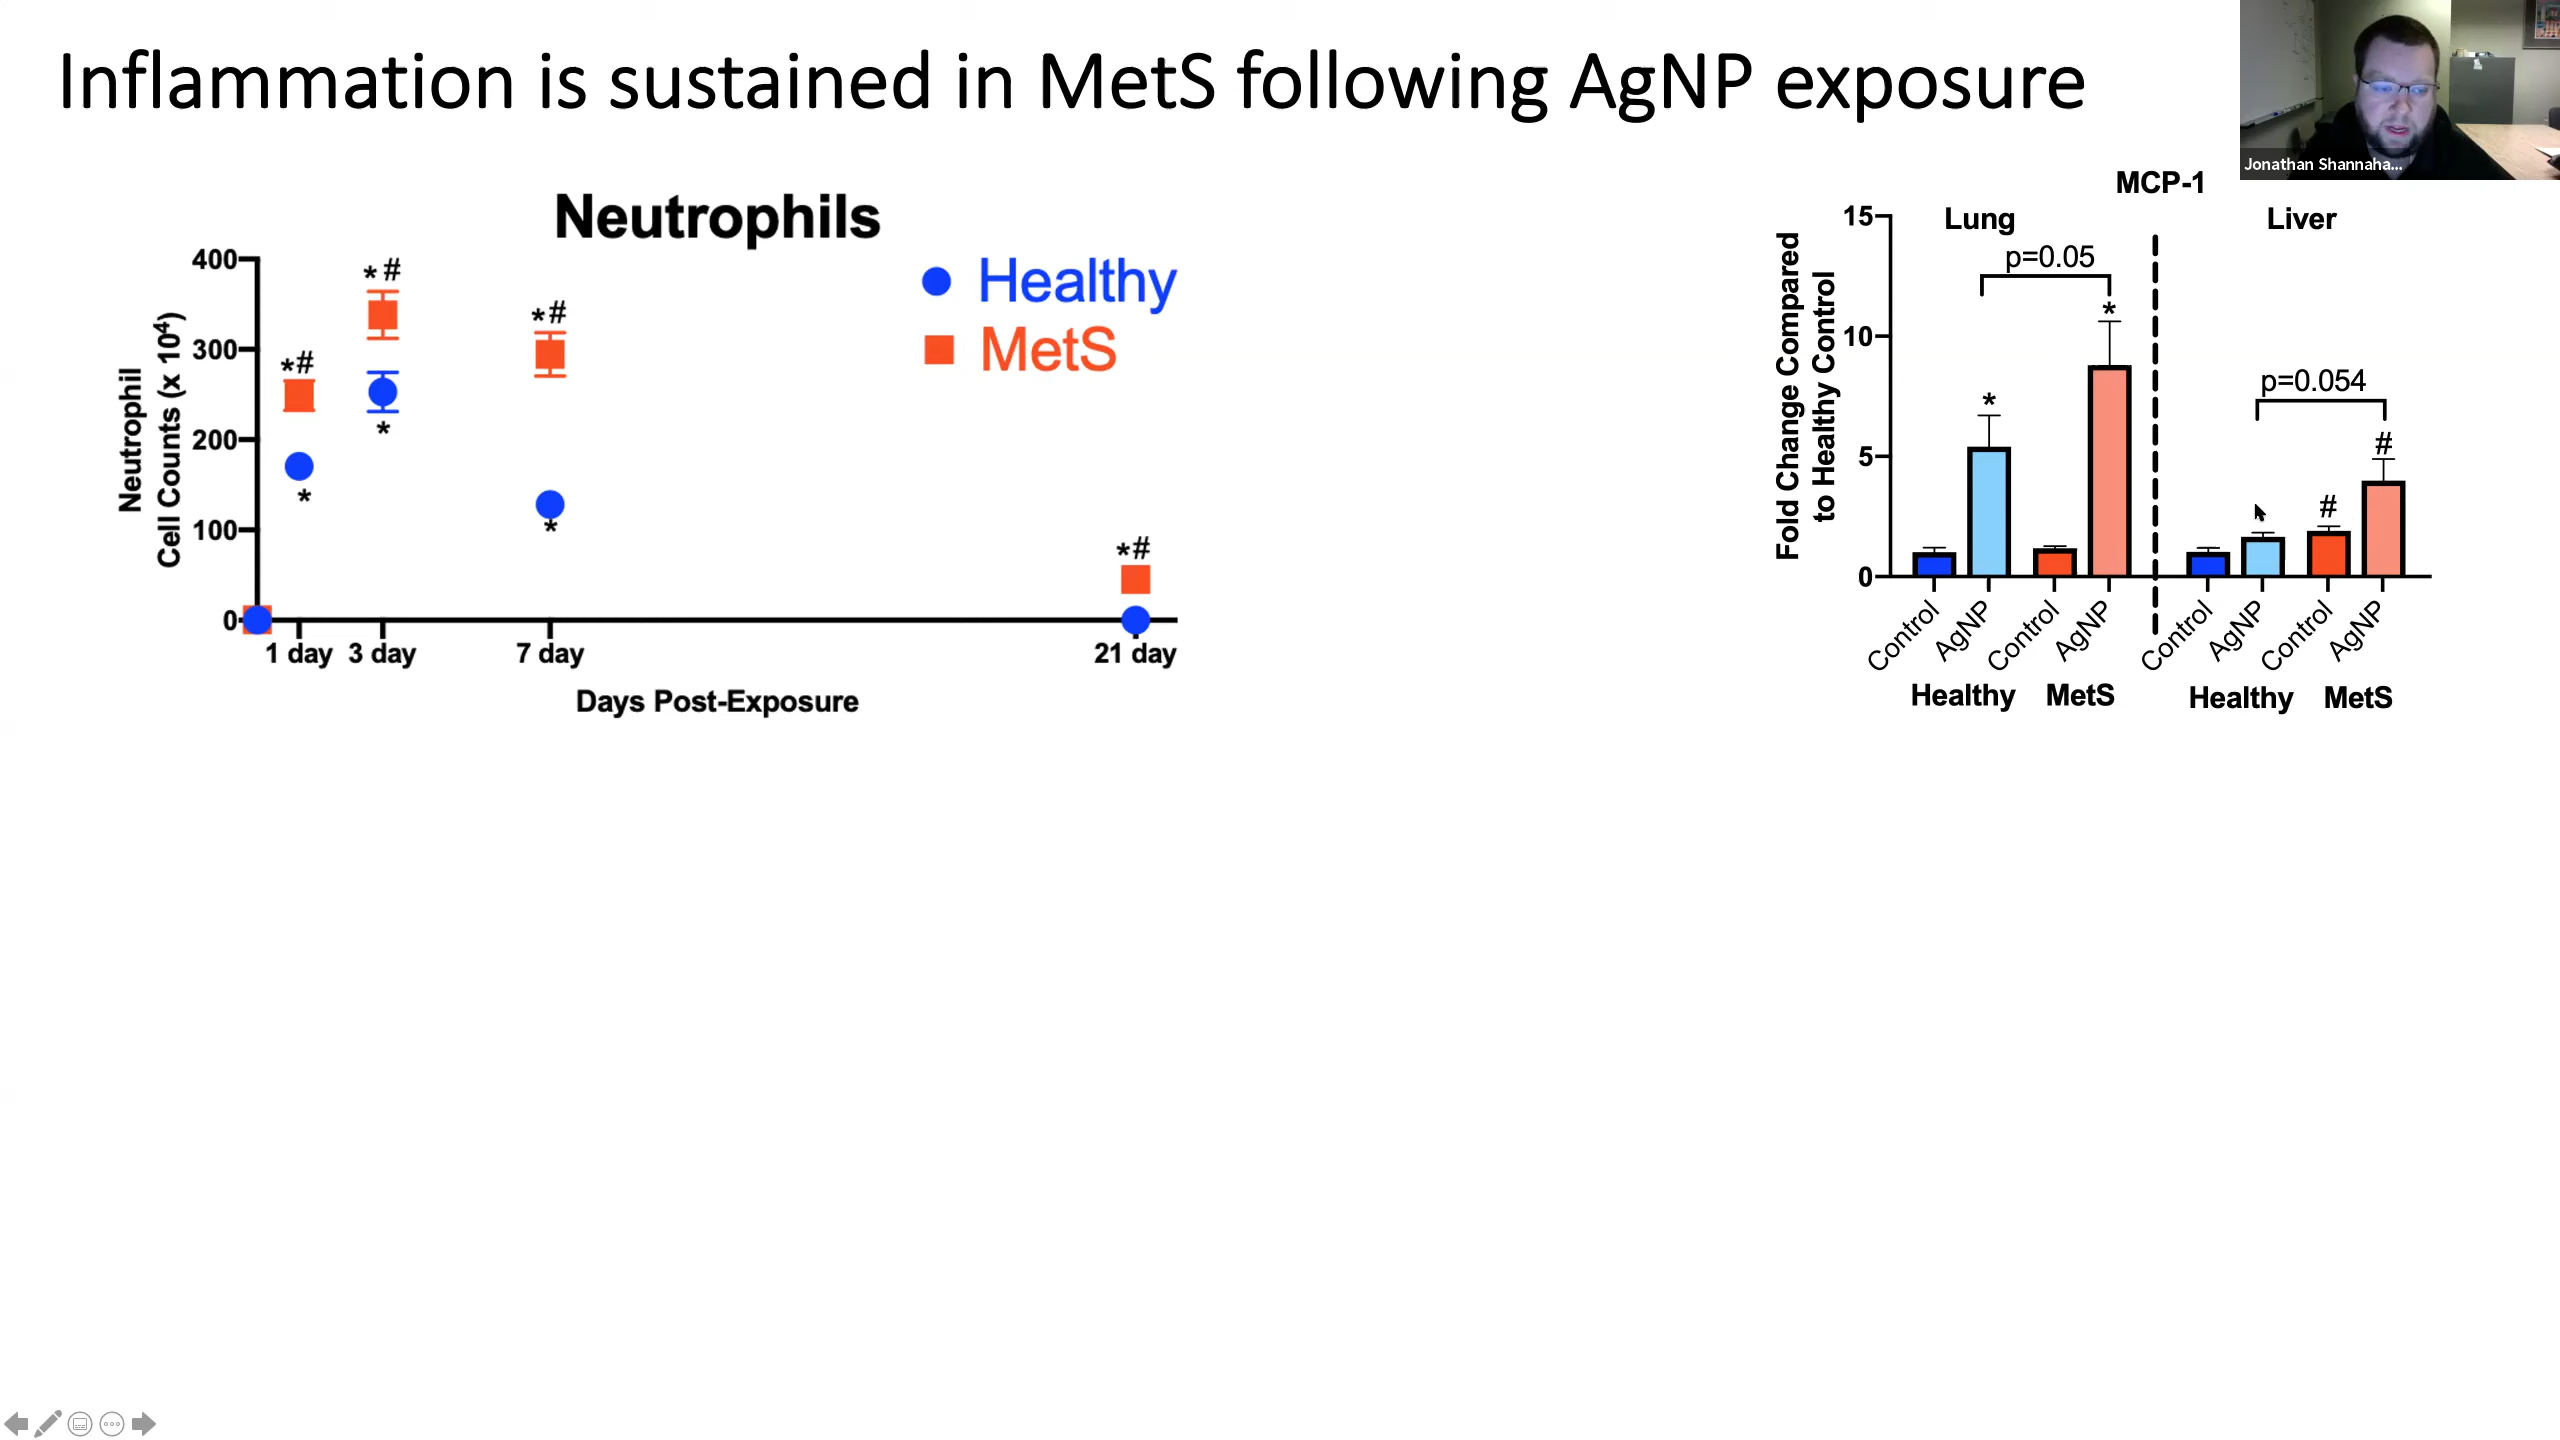 Inflammation is sustained in MetS following AgNP exposure
Jonathan Shannaha...
Neutrophils
Healthy
MetS
Neutrophil
Cell Counts (x 10⁴)
400
300
200
100
0
*#
*
*#
*
*#
*
*#
1 day 3 day 7 day 21 day
Days Post-Exposure
MCP-1
Lung Liver
Fold Change Compared
to Healthy Control
15
10
5
0
p=0.05
*
*
p=0.054
#
#
Control AgNP Control AgNP Control AgNP Control AgNP
Healthy MetS Healthy MetS